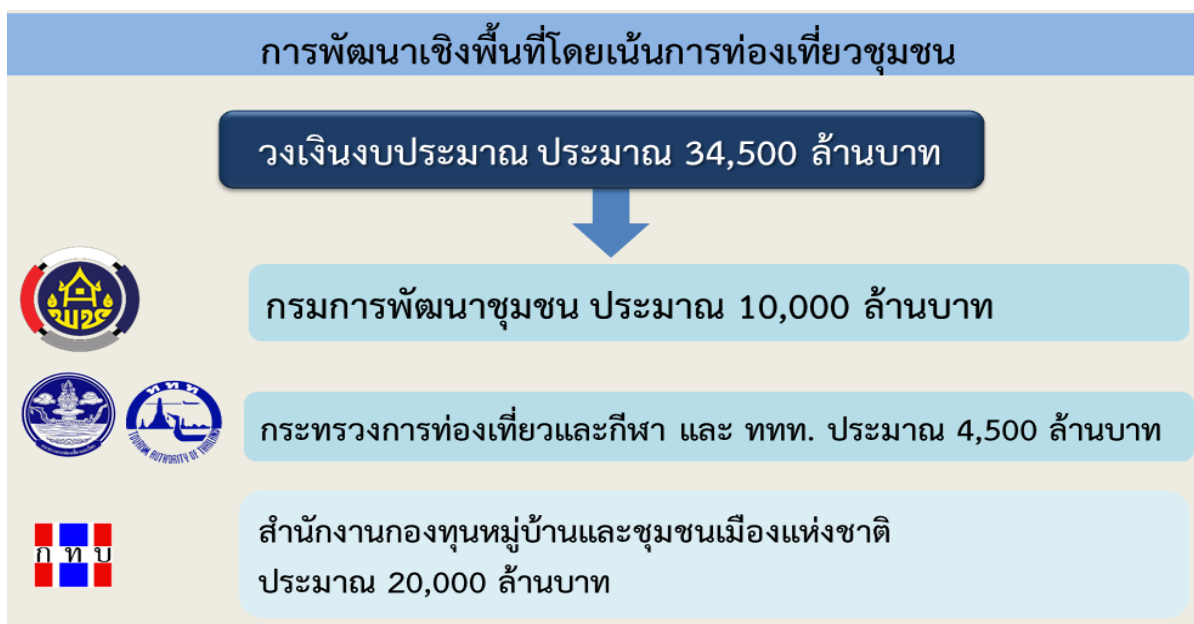 การพัฒนาเชิงพื้นที่โดยเน้นการท่องเที่ยวชุมชน
วงเงินงบประมาณ ประมาณ 34,500 ล้านบาท
กรมการพัฒนาชุมชน ประมาณ 10,000 ล้านบาท
ททท
TOURISM AUTHORITY OF THAILAND
กระทรวงการท่องเที่ยวและกีฬา และ ททท. ประมาณ 4,500 ล้านบาท
กทบ
สำนักงานกองทุนหมู่บ้านและชุมชนเมืองแห่งชาติ
ประมาณ 20,000 ล้านบาท